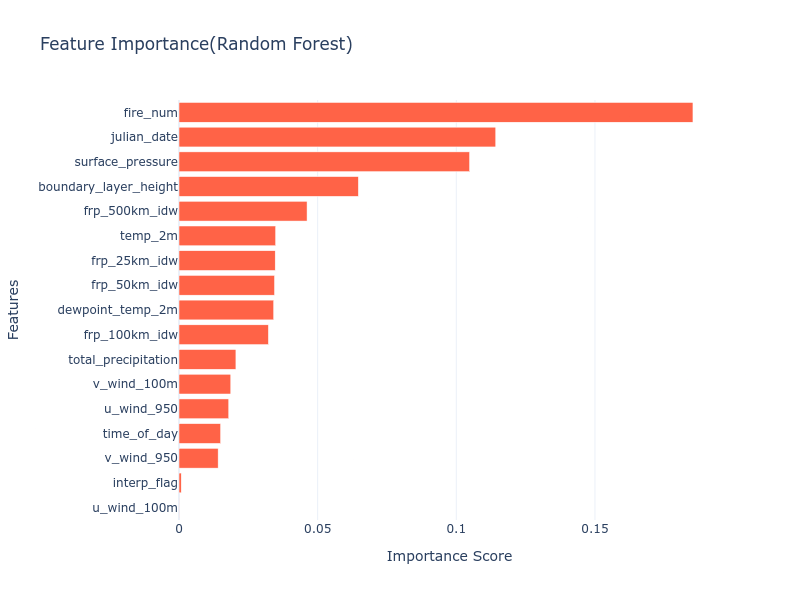 Feature Importance(Random Forest)
fire_num
julian_date
surface_pressure
boundary_layer_height
frp_500km_idw
temp_2m
frp_25km_idw
frp_50km_idw
dewpoint_temp_2m
frp_100km_idw
total_precipitation
v_wind_100m
u_wind_950
time_of_day
v_wind_950
interp_flag
u_wind_100m
Features
0 0.05 0.1 0.15
Importance Score